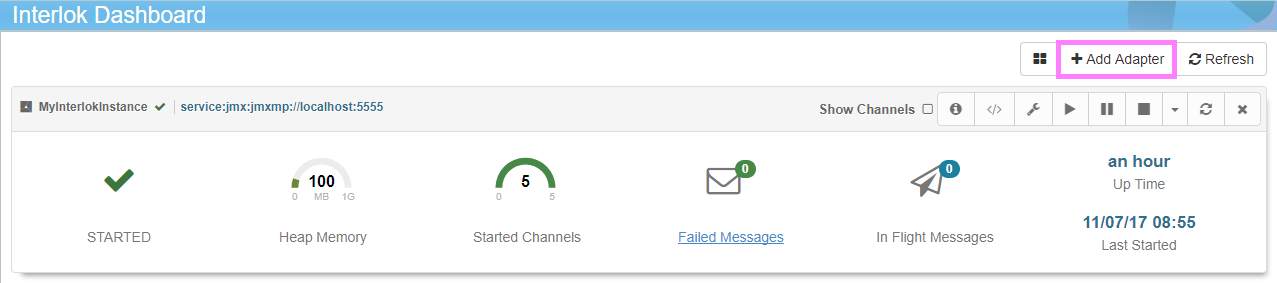 Interlok Dashboard
Add Adapter Refresh
MyInterlokInstance service:jmx:jmxmp://localhost:5555 Show Channels </>
100 5 0 0 an hour
0 MB 1G 0 5 Up Time
11/07/17 08:55
STARTED Heap Memory Started Channels Failed Messages In Flight Messages Last Started